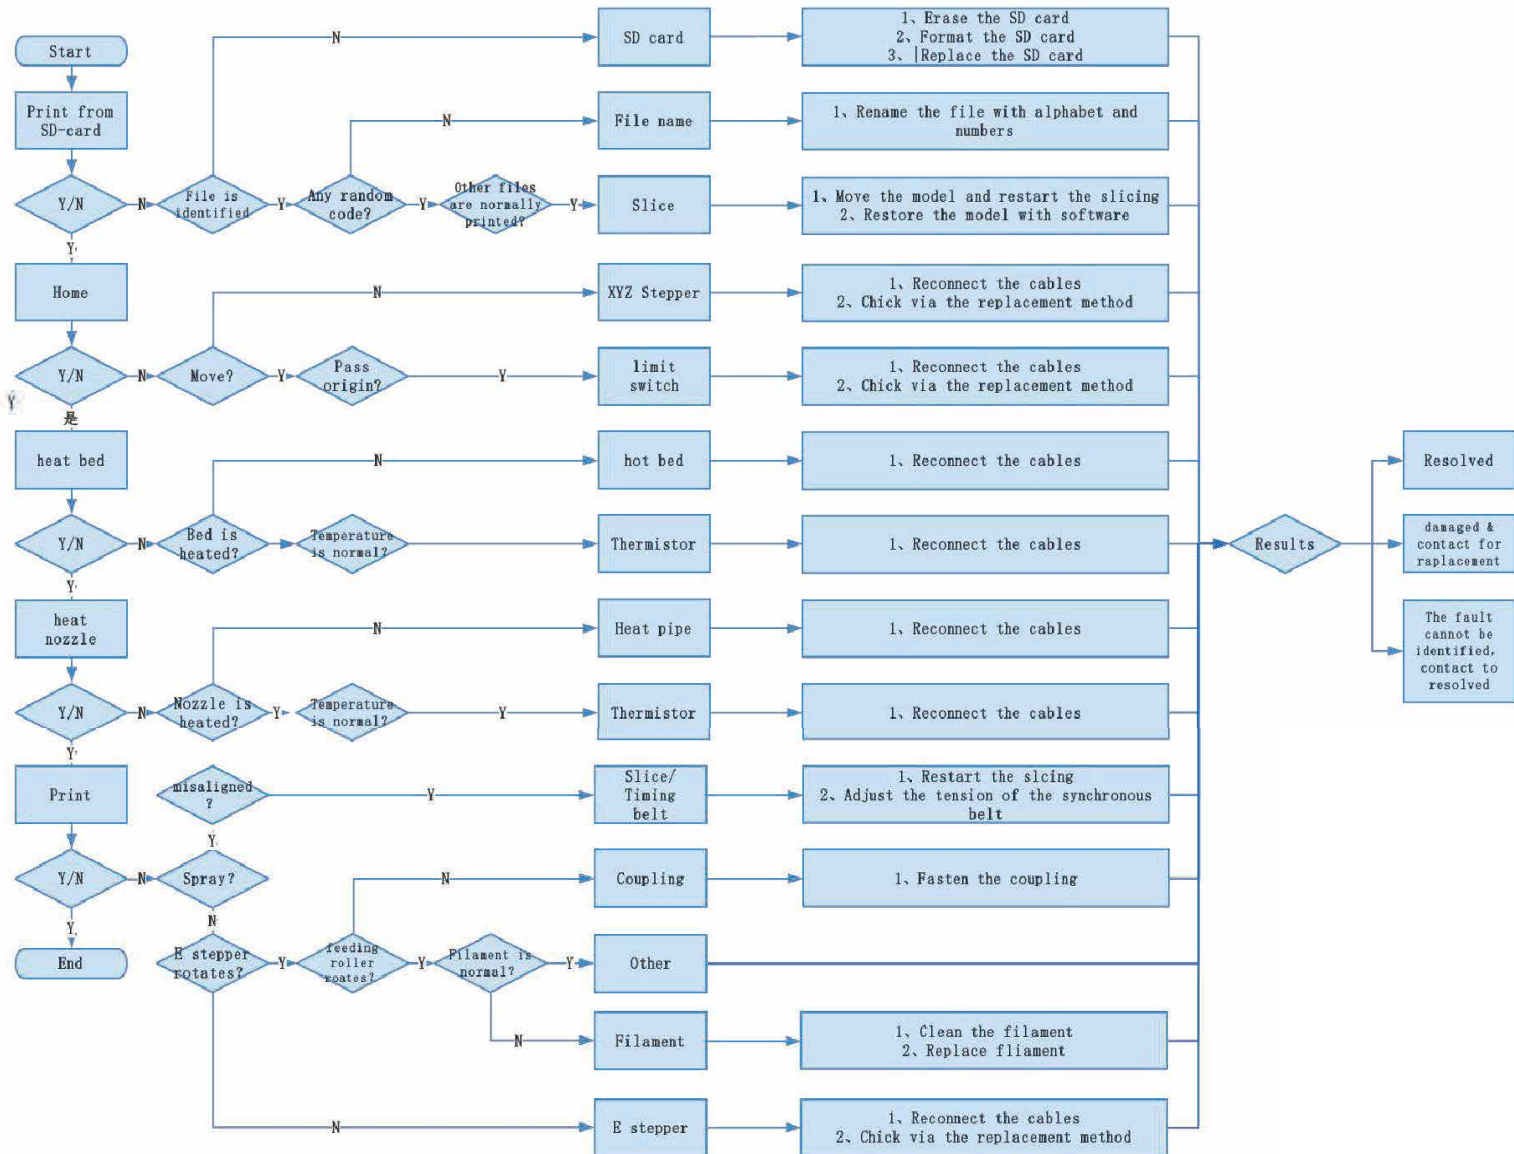 Start
Print from
SD-card
Y/N
N
File is
identified
N
Y
Any random
code?
N
Y
Other files
are normally
printed?
Y
SD card
1、Erase the SD card
2、Format the SD card
3、|Replace the SD card
File name
1、Rename the file with alphabet and
numbers
Slice
1、Move the model and restart the slicing
2、Restore the model with software
Y
Home
Y/N
N
Move?
N
Y
Pass
origin?
Y
XYZ Stepper
1、Reconnect the cables
2、Chick via the replacement method
limit
switch
1、Reconnect the cables
2、Chick via the replacement method
Y
是
heat bed
Y/N
N
Bed is
heated?
N
Temperature
is normal?
hot bed
1、Reconnect the cables
Thermistor
1、Reconnect the cables
Y
heat
nozzle
Y/N
N
Nozzle is
heated?
N
Y
Temperature
is normal?
Y
Heat pipe
1、Reconnect the cables
Thermistor
1、Reconnect the cables
Y
Print
Y/N
N
Spray?
Y
misaligned
?
Y
Slice/
Timing
belt
1、Restart the slcing
2、Adjust the tension of the synchronous
belt
Y
End
N
E stepper
rotates?
Y
feeding
roller
roates?
N
Coupling
1、Fasten the coupling
Y
Filament is
normal?
Y
Other
N
Filament
1、Clean the filament
2、Replace fliament
N
E stepper
1、Reconnect the cables
2、Chick via the replacement method
Results
Resolved
damaged &
contact for
raplacement
The fault
cannot be
identified,
contact to
resolved